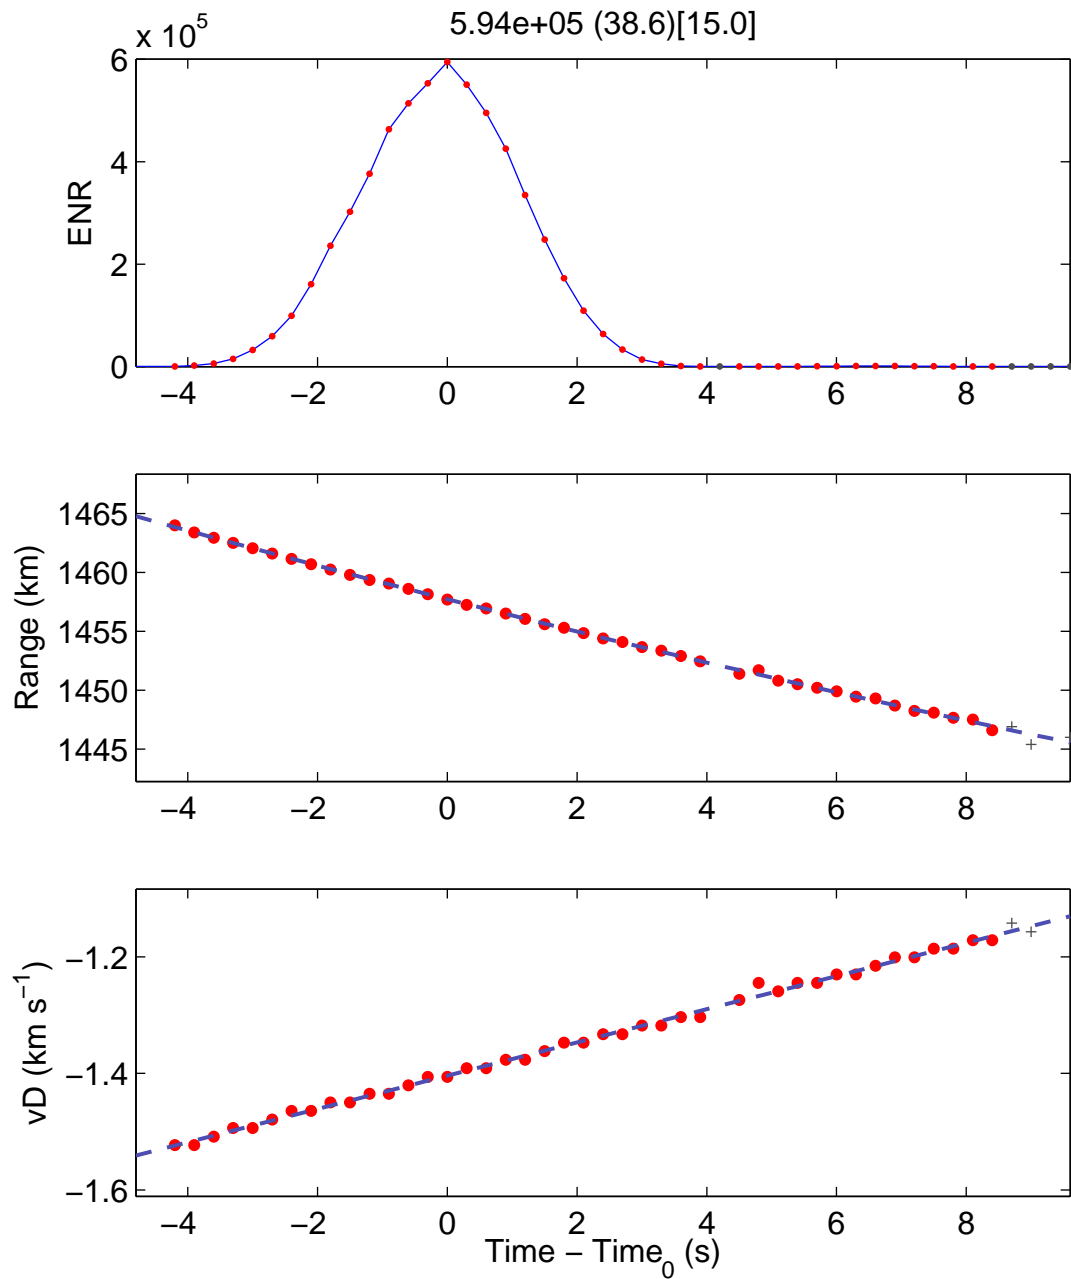 5.94e+05 (38.6)[15.0]
x 10^5
6
4
2
0
ENR
−4 −2 0 2 4 6 8
1465
1460
1455
1450
1445
Range (km)
−4 −2 0 2 4 6 8
−1.2
−1.4
−1.6
vD (km s^−1)
−4 −2 0 2 4 6 8
Time − Time_0 (s)